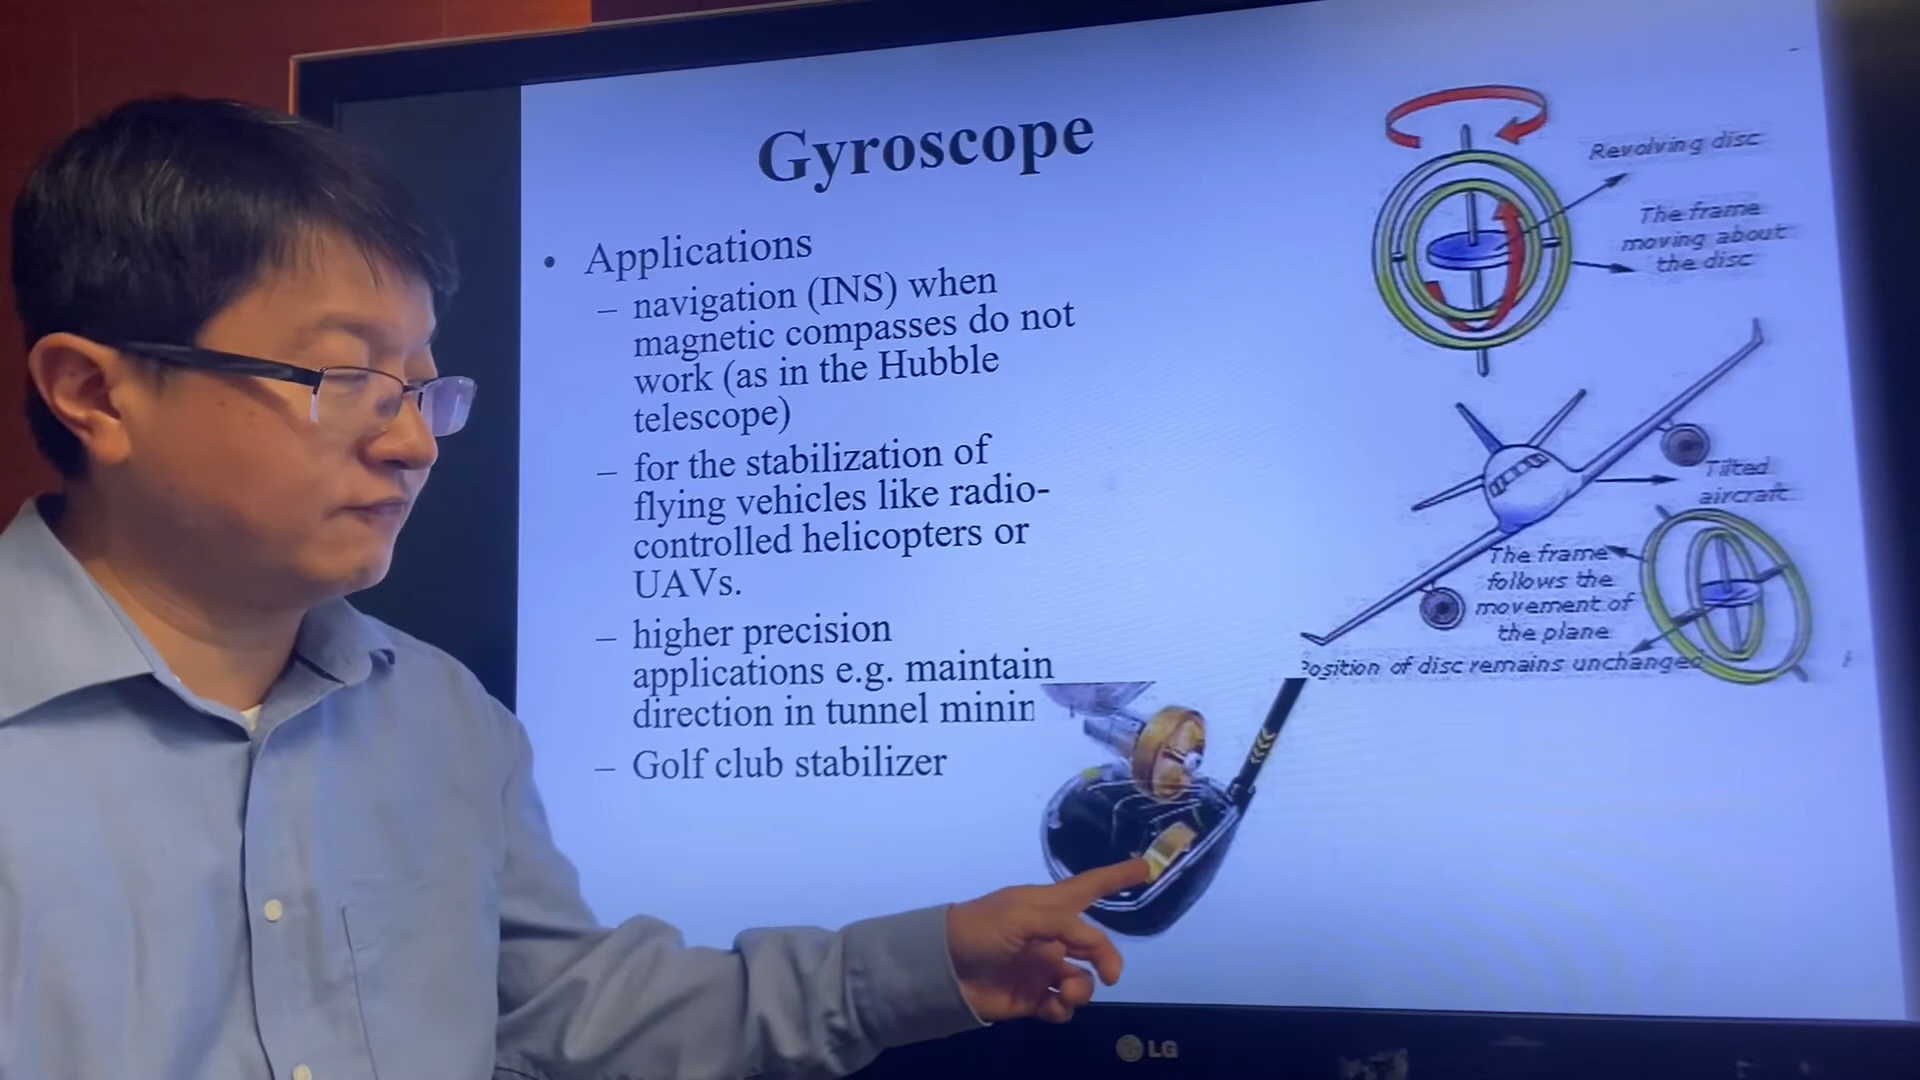 Gyroscope
• Applications
– navigation (INS) when
magnetic compasses do not
work (as in the Hubble
telescope)
– for the stabilization of
flying vehicles like radio-
controlled helicopters or
UAVs.
– higher precision
applications e.g. maintain
direction in tunnel minin
– Golf club stabilizer
Revolving disc
The frame
moving about
the disc
Tilted
aircraft
The frame
follows the
movement of
the plane
Position of disc remains unchanged
LG